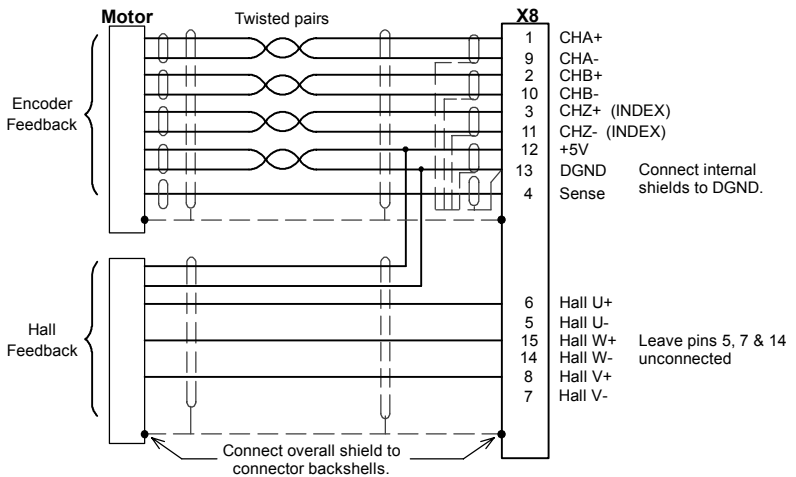 Motor
Twisted pairs
X8
Encoder
Feedback
1 CHA+
9 CHA-
2 CHB+
10 CHB-
3 CHZ+ (INDEX)
11 CHZ- (INDEX)
12 +5V
13 DGND
4 Sense
Connect internal
shields to DGND.
Hall
Feedback
6 Hall U+
5 Hall U-
15 Hall W+
14 Hall W-
8 Hall V+
7 Hall V-
Leave pins 5, 7 & 14
unconnected
Connect overall shield to
connector backshells.